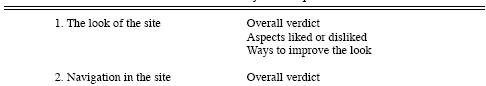 1. The look of the site Overall verdict
Aspects liked or disliked
Ways to improve the look
2. Navigation in the site Overall verdict